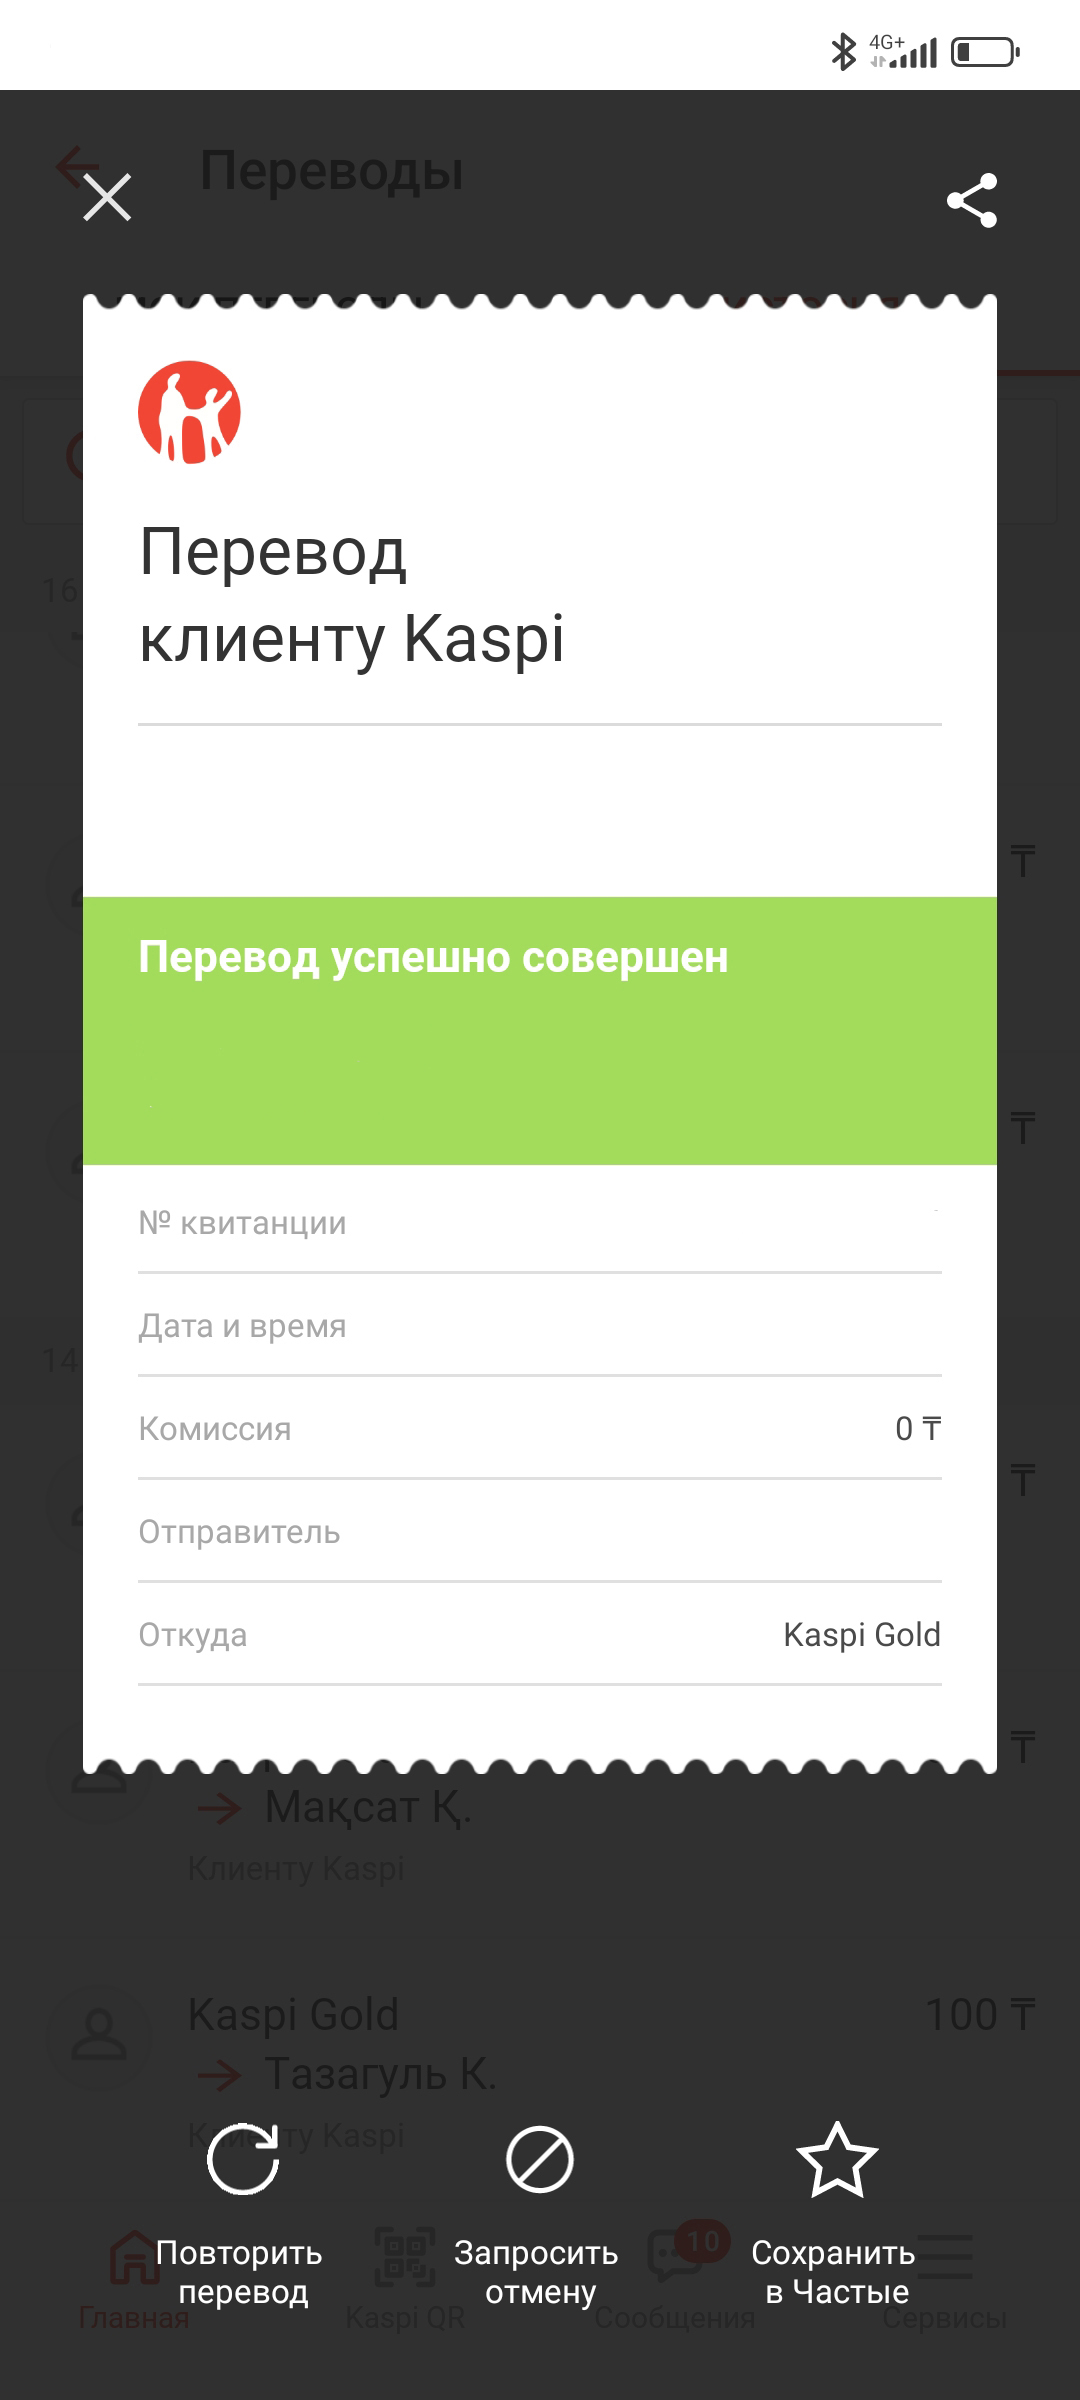 4G+
Переводы
16
Перевод
клиенту Kaspi
₸
Перевод успешно совершен
₸
№ квитанции
Дата и время
14
Комиссия
0 ₸
₸
Отправитель
Откуда
Kaspi Gold
₸
Мақсат Қ.
Клиенту Kaspi
Kaspi Gold
100 ₸
Тазагуль К.
Клиенту Kaspi
10
Повторить
перевод
Запросить
отмену
Сохранить
в Частые
Главная
Kaspi QR
Сообщения
Сервисы